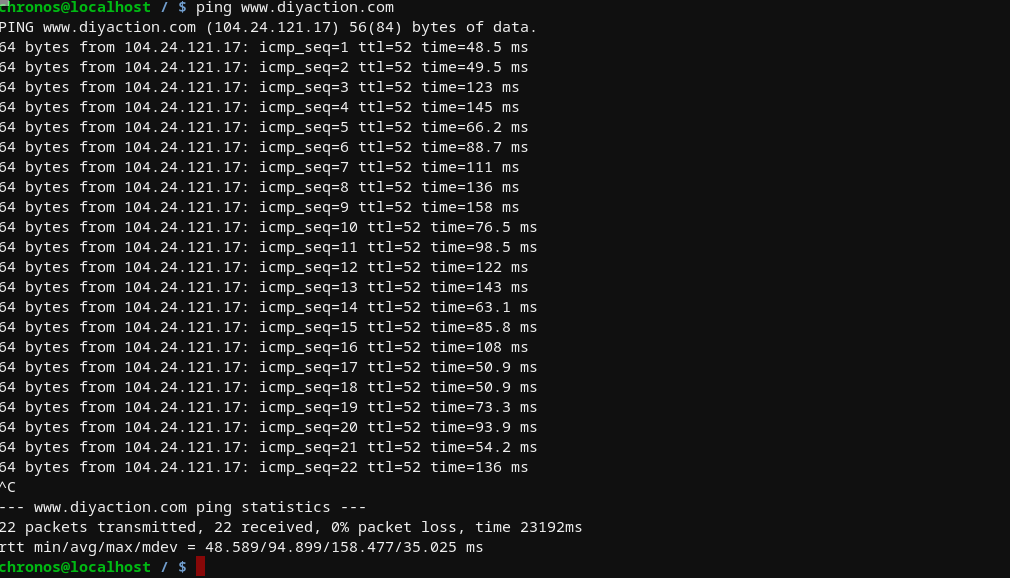 chronos@localhost / $ ping www.diyaction.com
PING www.diyaction.com (104.24.121.17) 56(84) bytes of data.
64 bytes from 104.24.121.17: icmp_seq=1 ttl=52 time=48.5 ms
64 bytes from 104.24.121.17: icmp_seq=2 ttl=52 time=49.5 ms
64 bytes from 104.24.121.17: icmp_seq=3 ttl=52 time=123 ms
64 bytes from 104.24.121.17: icmp_seq=4 ttl=52 time=145 ms
64 bytes from 104.24.121.17: icmp_seq=5 ttl=52 time=66.2 ms
64 bytes from 104.24.121.17: icmp_seq=6 ttl=52 time=88.7 ms
64 bytes from 104.24.121.17: icmp_seq=7 ttl=52 time=111 ms
64 bytes from 104.24.121.17: icmp_seq=8 ttl=52 time=136 ms
64 bytes from 104.24.121.17: icmp_seq=9 ttl=52 time=158 ms
64 bytes from 104.24.121.17: icmp_seq=10 ttl=52 time=76.5 ms
64 bytes from 104.24.121.17: icmp_seq=11 ttl=52 time=98.5 ms
64 bytes from 104.24.121.17: icmp_seq=12 ttl=52 time=122 ms
64 bytes from 104.24.121.17: icmp_seq=13 ttl=52 time=143 ms
64 bytes from 104.24.121.17: icmp_seq=14 ttl=52 time=63.1 ms
64 bytes from 104.24.121.17: icmp_seq=15 ttl=52 time=85.8 ms
64 bytes from 104.24.121.17: icmp_seq=16 ttl=52 time=108 ms
64 bytes from 104.24.121.17: icmp_seq=17 ttl=52 time=50.9 ms
64 bytes from 104.24.121.17: icmp_seq=18 ttl=52 time=50.9 ms
64 bytes from 104.24.121.17: icmp_seq=19 ttl=52 time=73.3 ms
64 bytes from 104.24.121.17: icmp_seq=20 ttl=52 time=93.9 ms
64 bytes from 104.24.121.17: icmp_seq=21 ttl=52 time=54.2 ms
64 bytes from 104.24.121.17: icmp_seq=22 ttl=52 time=136 ms
^C
--- www.diyaction.com ping statistics ---
22 packets transmitted, 22 received, 0% packet loss, time 23192ms
rtt min/avg/max/mdev = 48.589/94.899/158.477/35.025 ms
chronos@localhost / $